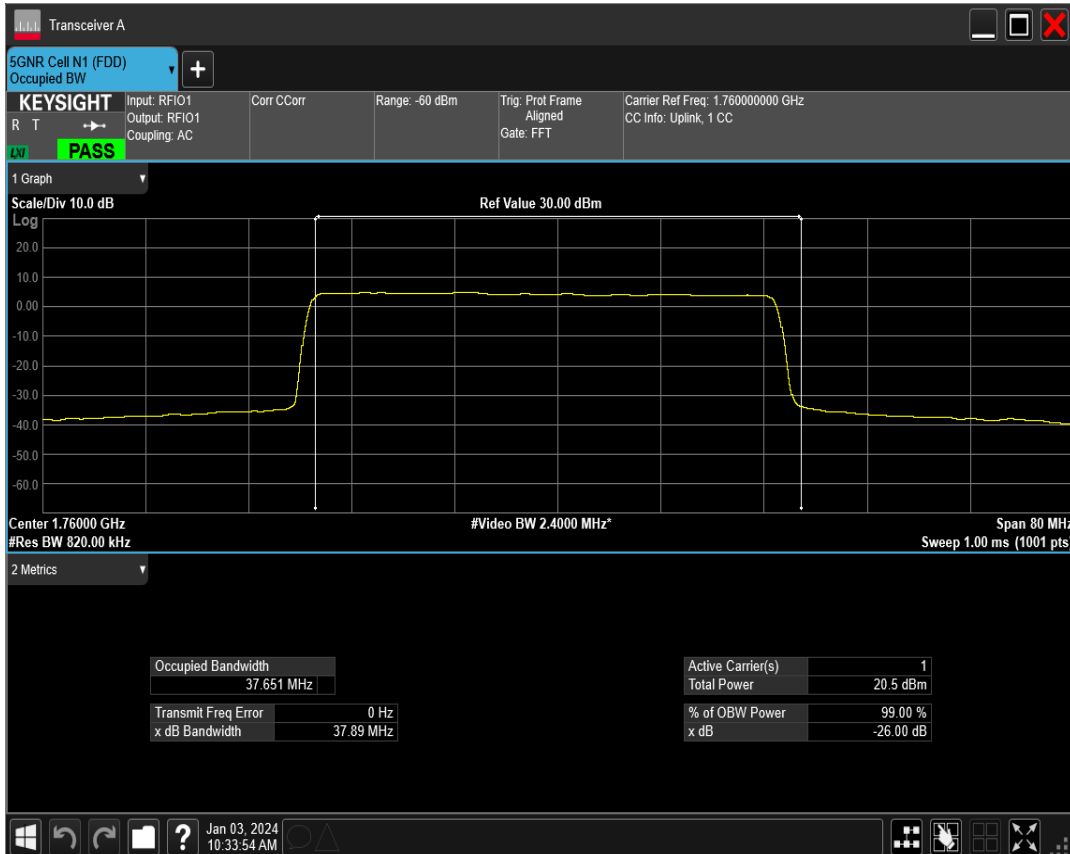 Transceiver A
5GNR Cell N1 (FDD)
Occupied BW
+
KEYSIGHT
R T
LXI
PASS
Input: RFIO1
Output: RFIO1
Coupling: AC
Corr CCorr
Range: -60 dBm
Trig: Prot Frame
Aligned
Gate: FFT
Carrier Ref Freq: 1.760000000 GHz
CC Info: Uplink, 1 CC
1 Graph
Scale/Div 10.0 dB
Ref Value 30.00 dBm
Log
20.0
10.0
0.00
-10.0
-20.0
-30.0
-40.0
-50.0
-60.0
Center 1.76000 GHz
#Video BW 2.4000 MHz*
Span 80 MHz
#Res BW 820.00 kHz
Sweep 1.00 ms (1001 pts)
2 Metrics
Occupied Bandwidth
37.651 MHz
Transmit Freq Error 0 Hz
x dB Bandwidth 37.89 MHz
Active Carrier(s) 1
Total Power 20.5 dBm
% of OBW Power 99.00 %
x dB -26.00 dB
?
Jan 03, 2024
10:33:54 AM